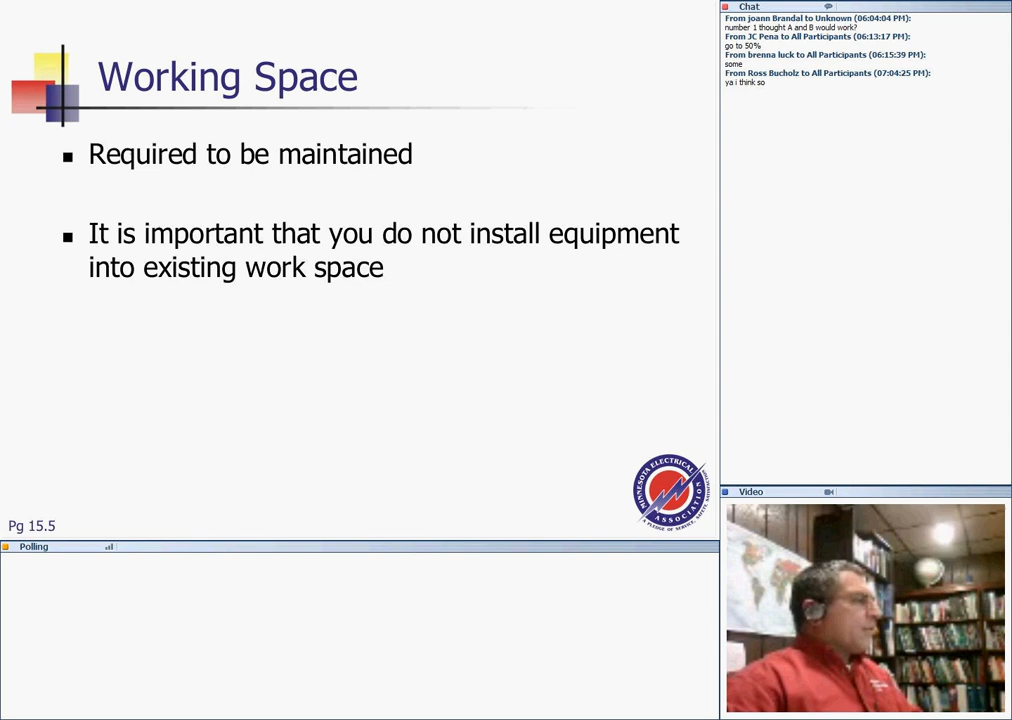 Working Space
Required to be maintained
It is important that you do not install equipment
into existing work space
MINNESOTA ELECTRICAL
ASSOCIATION
Pg 15.5
Chat
From joann Brandal to Unknown (06:04:04 PM):
number 1 thought A and B would work?
From JC Pena to All Participants (06:13:17 PM):
go to 50%
From brenna luck to All Participants (06:15:39 PM):
some
From Ross Bucholz to All Participants (07:04:25 PM):
ya i think so
Video
Polling